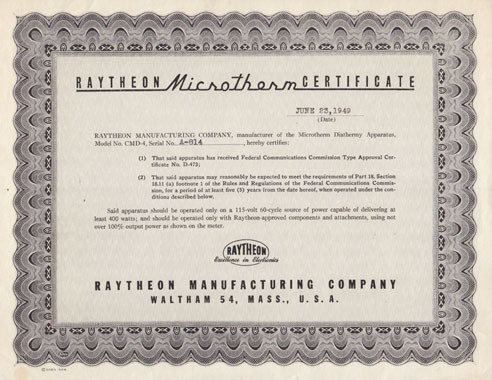 RAYTHEON Microtherm CERTIFICATE
JUNE 23, 1949
(Date)
RAYTHEON MANUFACTURING COMPANY, manufacturer of the Microtherm Diathermy Apparatus,
Model No. CMD-4, Serial No. A-814, hereby certifies:
(1) That said apparatus has received Federal Communications Commission Type Approval Cer-
tificate No. D-473;
(2) That said apparatus may reasonably be expected to meet the requirements of Part 18, Section
18.11 (a) footnote 1 of the Rules and Regulations of the Federal Communications Commis-
sion, for a period of at least five (5) years from the date hereof, when operated under the con-
ditions described below.
Said apparatus should be operated only on a 115-volt 60-cycle source of power capable of delivering at
least 400 watts; and should be operated only with Raytheon-approved components and attachments, using not
over 100% output power as shown on the meter.
RAYTHEON
Excellence in Electronics
RAYTHEON MANUFACTURING COMPANY
WALTHAM 54, MASS., U.S.A.